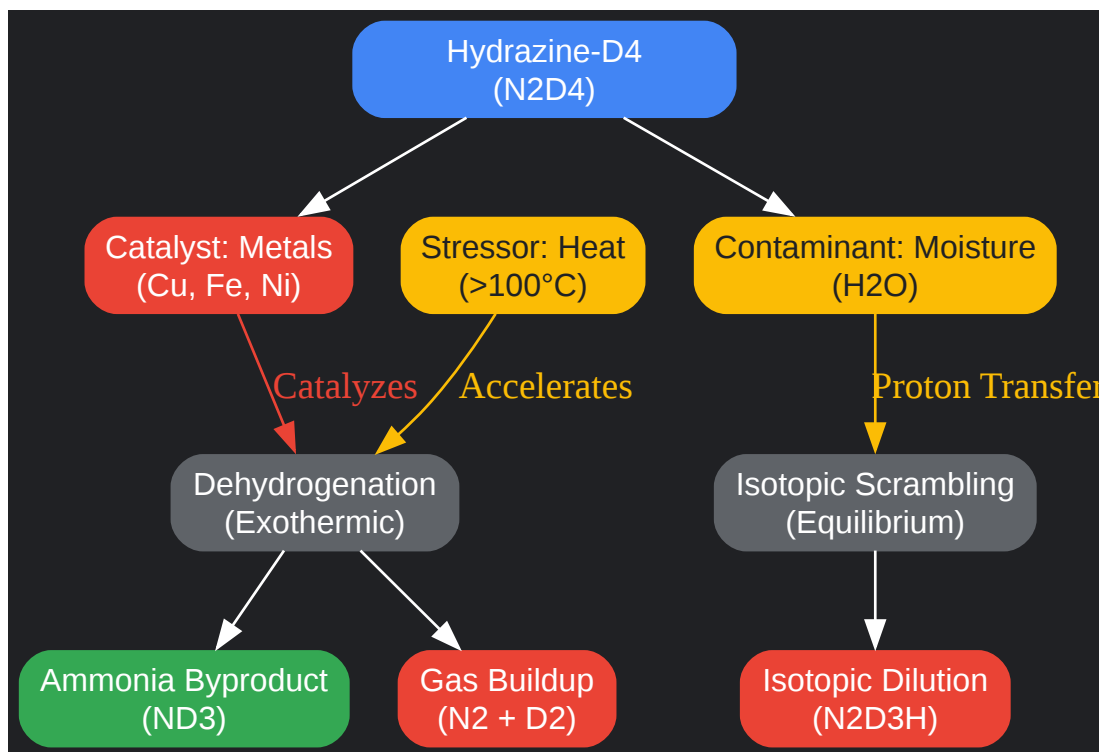 Hydrazine-D4
(N2D4)
Catalyst: Metals
(Cu, Fe, Ni)
Stressor: Heat
(>100°C)
Contaminant: Moisture
(H2O)
Catalyzes
Accelerates
Proton Transfer
Dehydrogenation
(Exothermic)
Isotopic Scrambling
(Equilibrium)
Ammonia Byproduct
(ND3)
Gas Buildup
(N2 + D2)
Isotopic Dilution
(N2D3H)